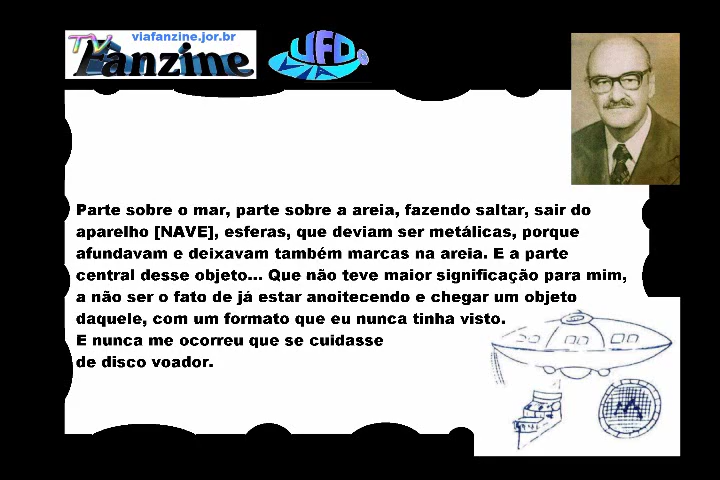 viafanzine.jor.br
TV Fanzine
UFO
VIA
Parte sobre o mar, parte sobre a areia, fazendo saltar, sair do
aparelho [NAVE], esferas, que deviam ser metálicas, porque
afundavam e deixavam também marcas na areia. E a parte
central desse objeto... Que não teve maior significação para mim,
a não ser o fato de já estar anoitecendo e chegar um objeto
daquele, com um formato que eu nunca tinha visto.
E nunca me ocorreu que se cuidasse
de disco voador.